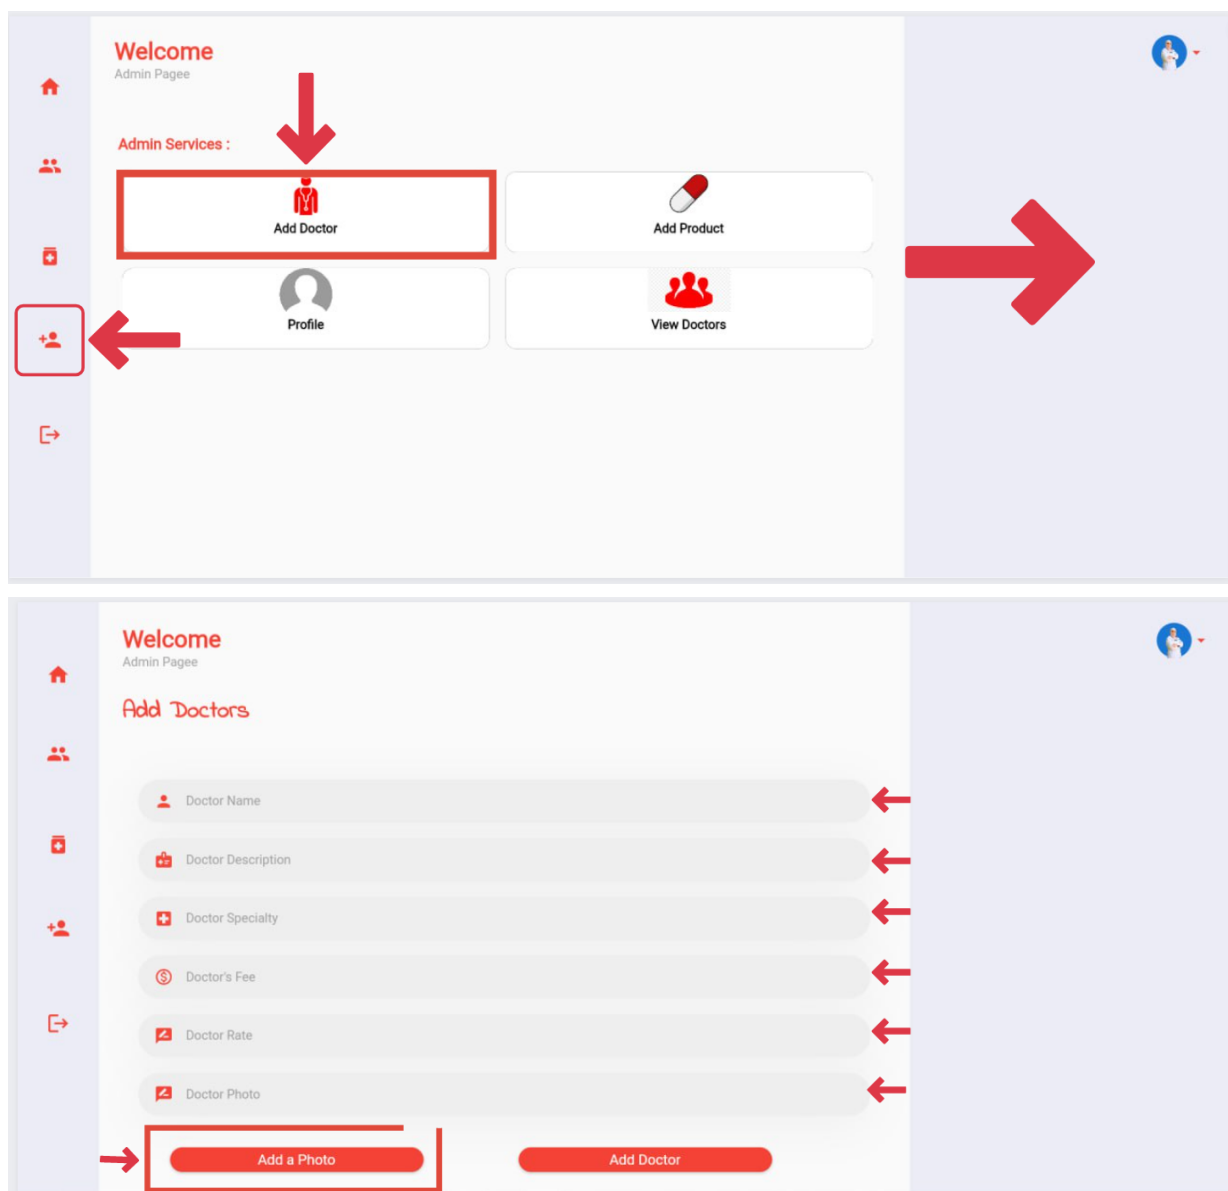 Welcome
Admin Pagee
Admin Services :
Add Doctor
Add Product
Profile
View Doctors
Welcome
Admin Pagee
Add Doctors
Doctor Name
Doctor Description
Doctor Specialty
Doctor's Fee
Doctor Rate
Doctor Photo
Add a Photo
Add Doctor